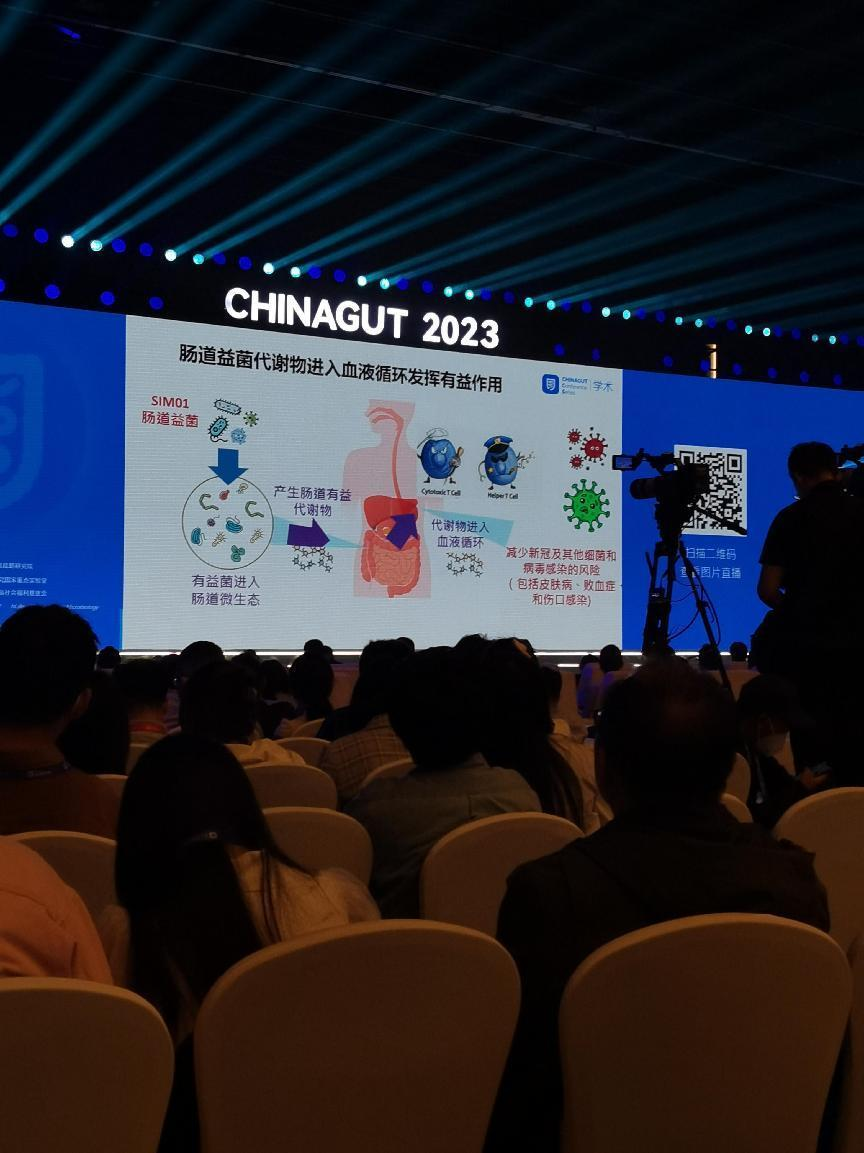 CHINAGUT 2023
肠道益菌代谢物进入血液循环发挥有益作用
CHINAGUT
Conference
Series
学术
SIM01
肠道益菌
产生肠道有益
代谢物
有益菌进入
肠道微生态
Cytotoxic T Cell
Helper T Cell
代谢物进入
血液循环
减少新冠及其他细菌和
病毒感染的风险
(包括皮肤病、败血症
和伤口感染)
扫描二维码
查看图片直播
Microbiology